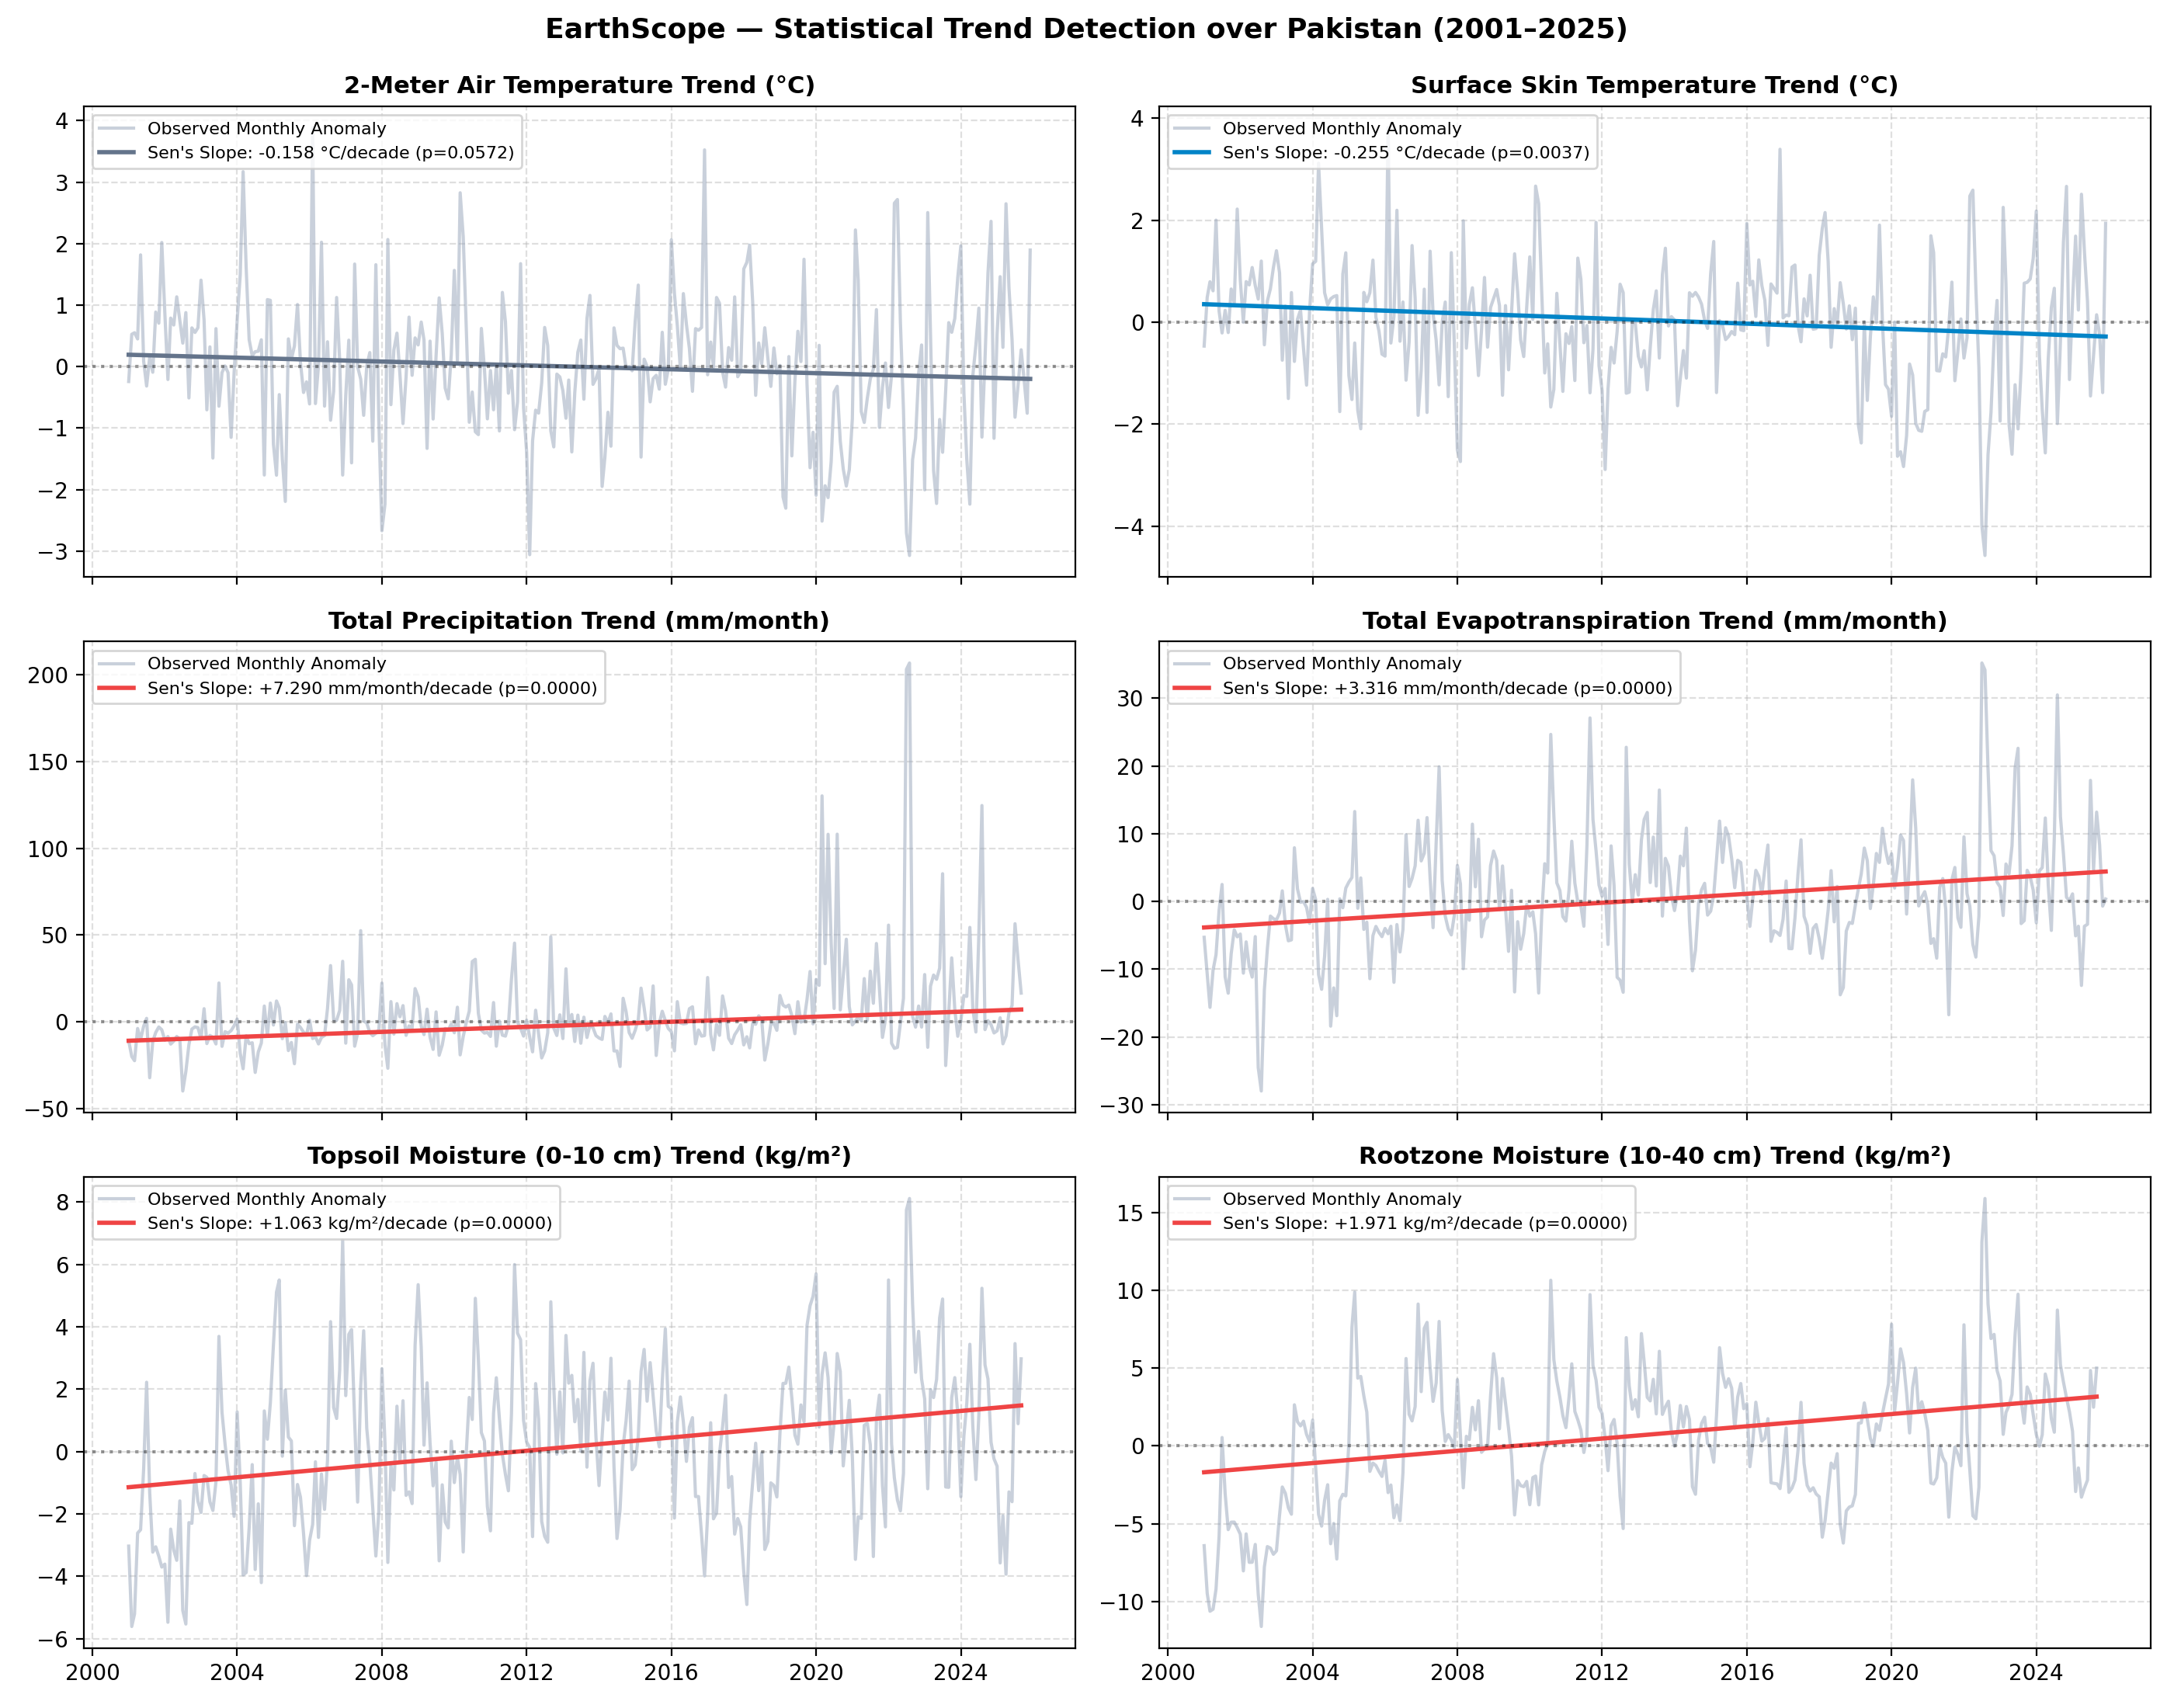 EarthScope — Statistical Trend Detection over Pakistan (2001–2025)
2-Meter Air Temperature Trend (°C)
Observed Monthly Anomaly
Sen's Slope: -0.158 °C/decade (p=0.0572)
4
3
2
1
0
−1
−2
−3
Surface Skin Temperature Trend (°C)
Observed Monthly Anomaly
Sen's Slope: -0.255 °C/decade (p=0.0037)
4
2
0
−2
−4
Total Precipitation Trend (mm/month)
Observed Monthly Anomaly
Sen's Slope: +7.290 mm/month/decade (p=0.0000)
200
150
100
50
0
−50
Total Evapotranspiration Trend (mm/month)
Observed Monthly Anomaly
Sen's Slope: +3.316 mm/month/decade (p=0.0000)
30
20
10
0
−10
−20
−30
Topsoil Moisture (0-10 cm) Trend (kg/m²)
Observed Monthly Anomaly
Sen's Slope: +1.063 kg/m²/decade (p=0.0000)
8
6
4
2
0
−2
−4
−6
2000 2004 2008 2012 2016 2020 2024
Rootzone Moisture (10-40 cm) Trend (kg/m²)
Observed Monthly Anomaly
Sen's Slope: +1.971 kg/m²/decade (p=0.0000)
15
10
5
0
−5
−10
2000 2004 2008 2012 2016 2020 2024